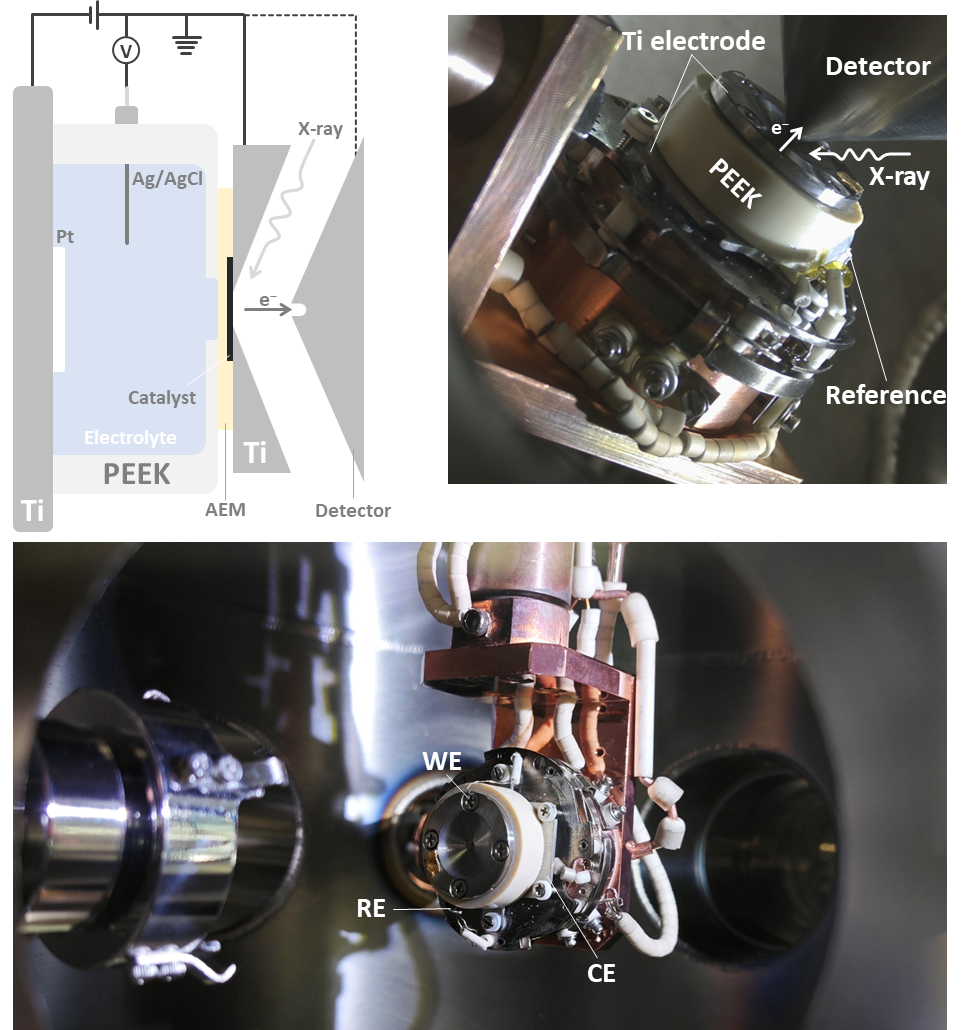 V
X-ray
Ag/AgCl
Pt
e⁻
Catalyst
Electrolyte
PEEK
Ti
Ti
AEM
Detector
Ti electrode
Detector
e⁻
X-ray
PEEK
Reference
WE
RE
CE